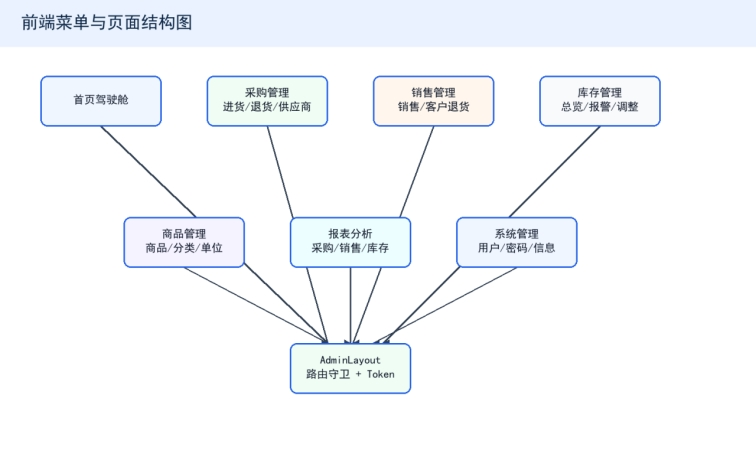 前端菜单与页面结构图
首页驾驶舱
采购管理
进货/退货/供应商
销售管理
销售/客户退货
库存管理
总览/报警/调整
商品管理
商品/分类/单位
报表分析
采购/销售/库存
系统管理
用户/密码/信息
AdminLayout
路由守卫 + Token